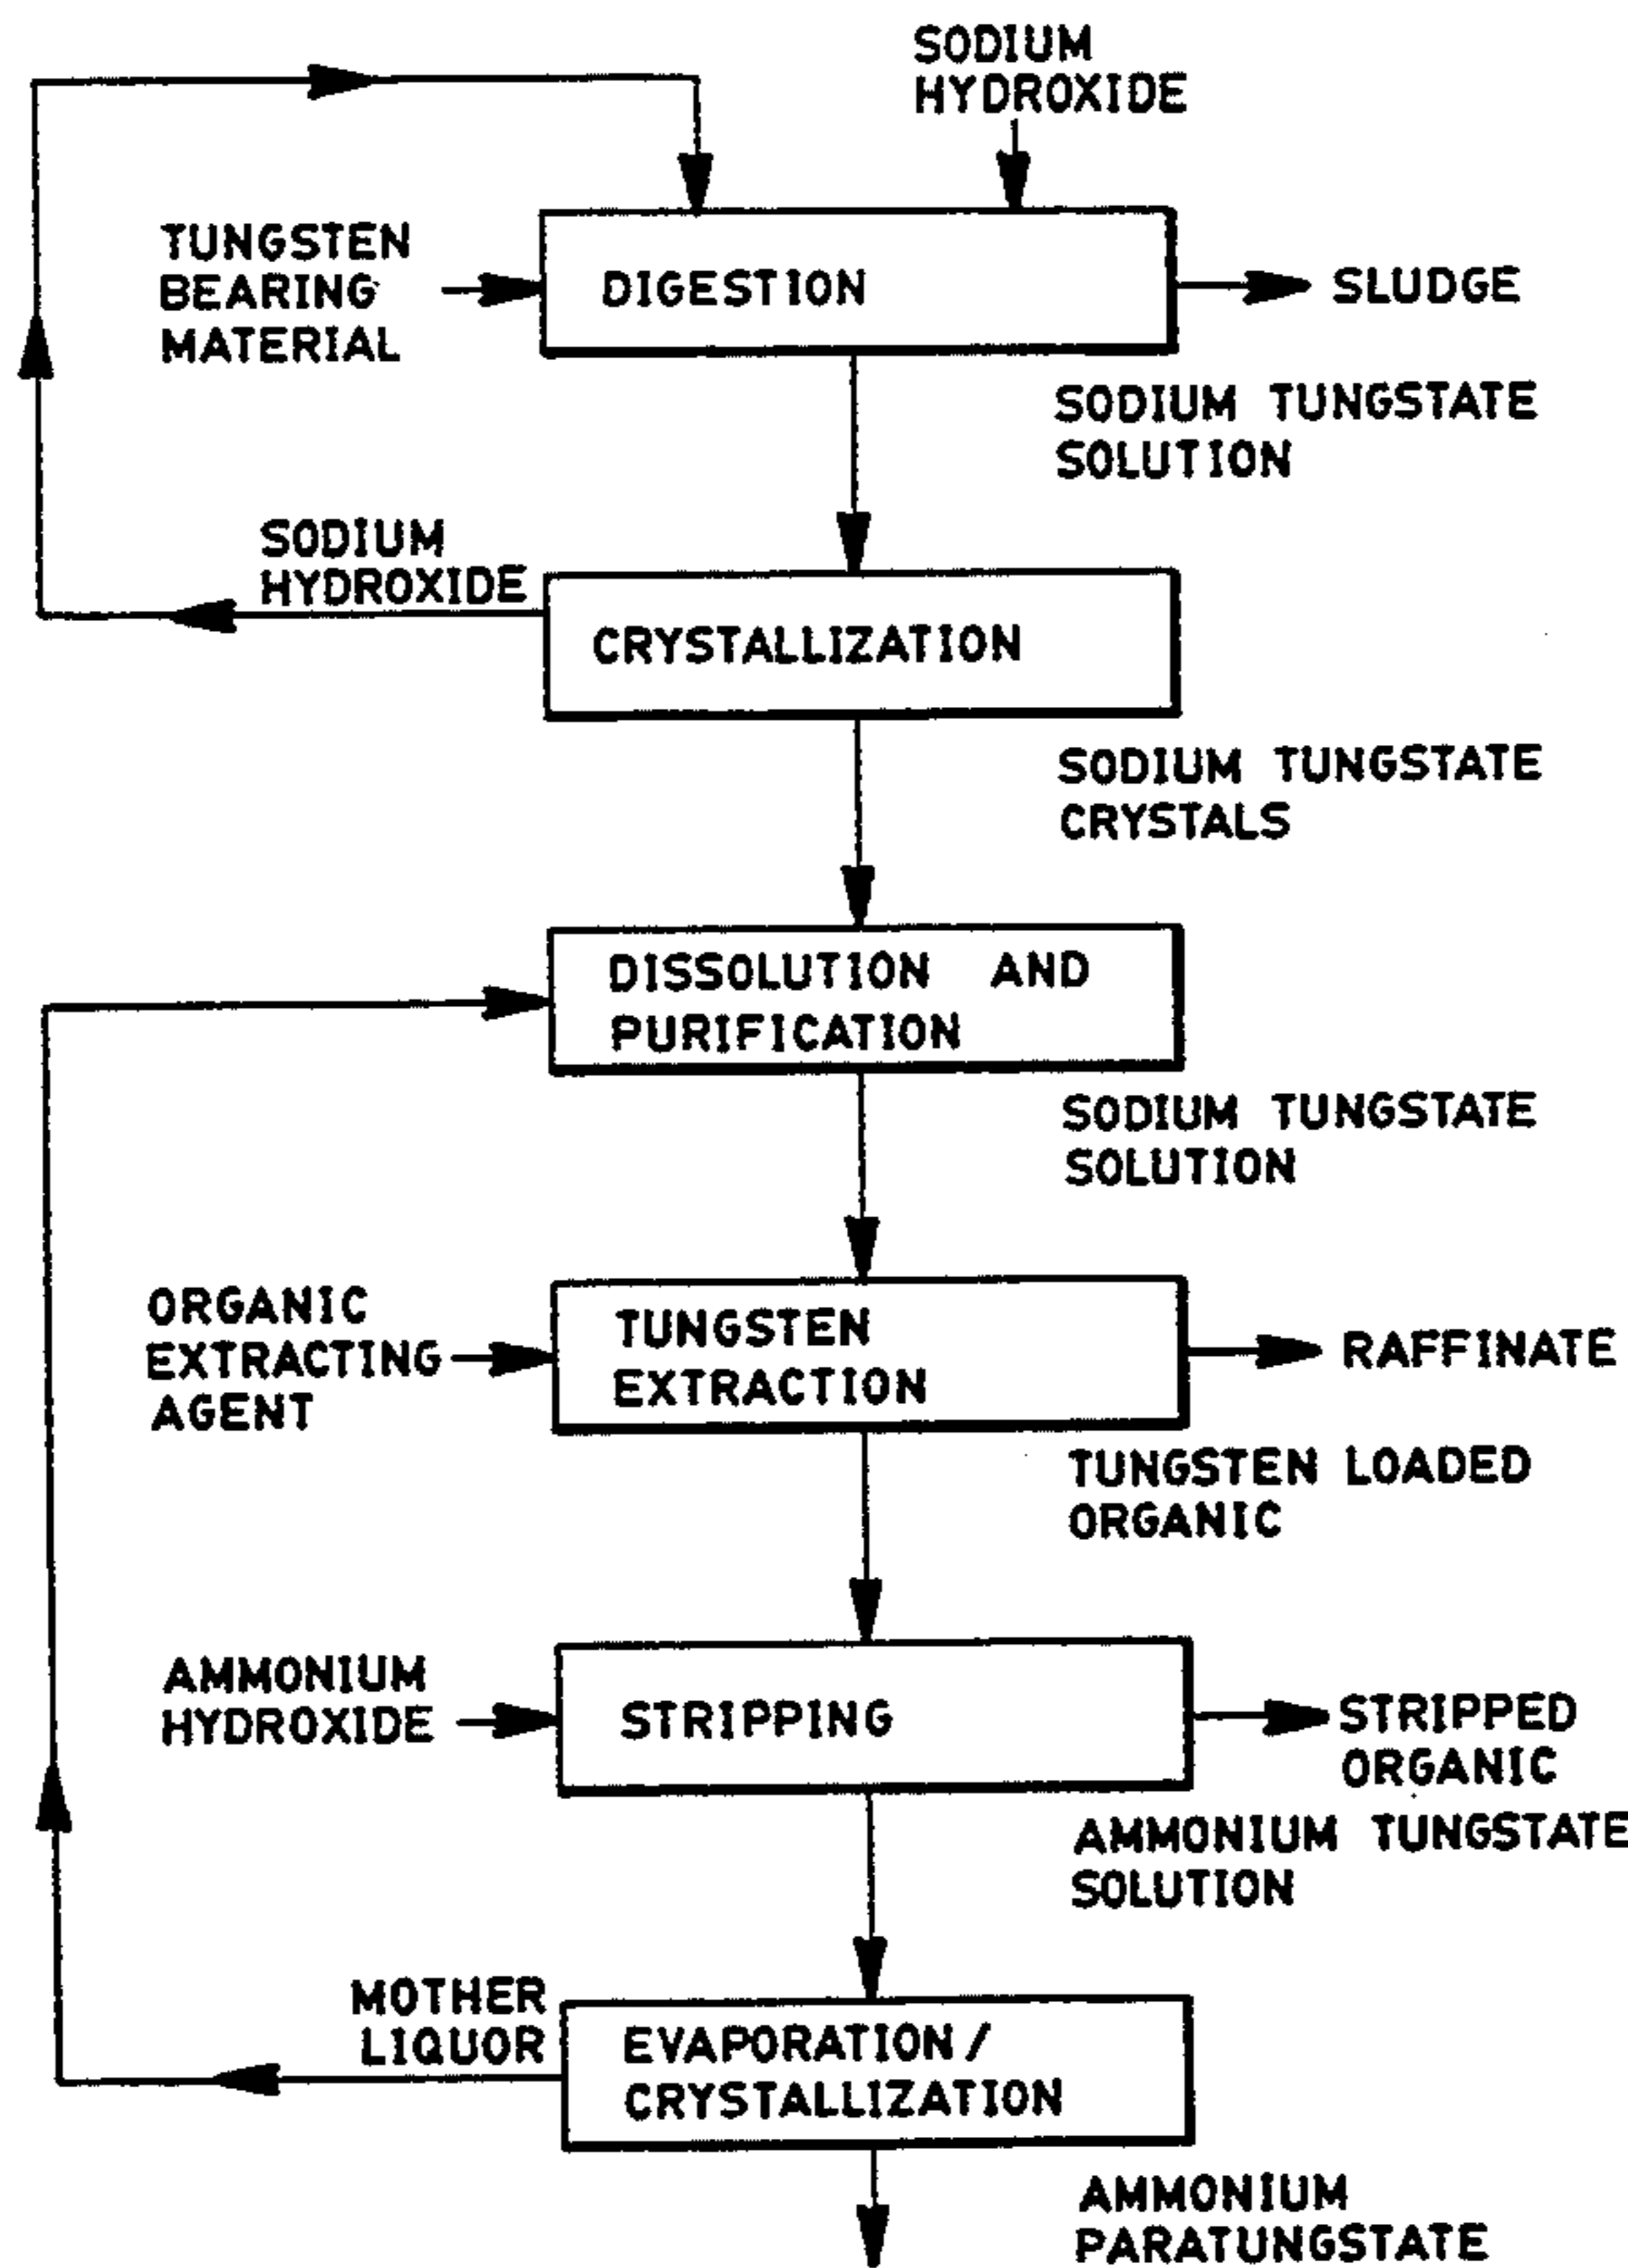 SODIUM
HYDROXIDE
TUNGSTEN
BEARING
MATERIAL
DIGESTION
SLUDGE
SODIUM TUNGSTATE
SOLUTION
SODIUM
HYDROXIDE
CRYSTALLIZATION
SODIUM TUNGSTATE
CRYSTALS
DISSOLUTION AND
PURIFICATION
SODIUM TUNGSTATE
SOLUTION
ORGANIC
EXTRACTING
AGENT
TUNGSTEN
EXTRACTION
RAFFINATE
TUNGSTEN LOADED
ORGANIC
AMMONIUM
HYDROXIDE
STRIPPING
STRIPPED
ORGANIC
AMMONIUM TUNGSTATE
SOLUTION
MOTHER
LIQUOR
EVAPORATION/
CRYSTALLIZATION
AMMONIUM
PARATUNGSTATE